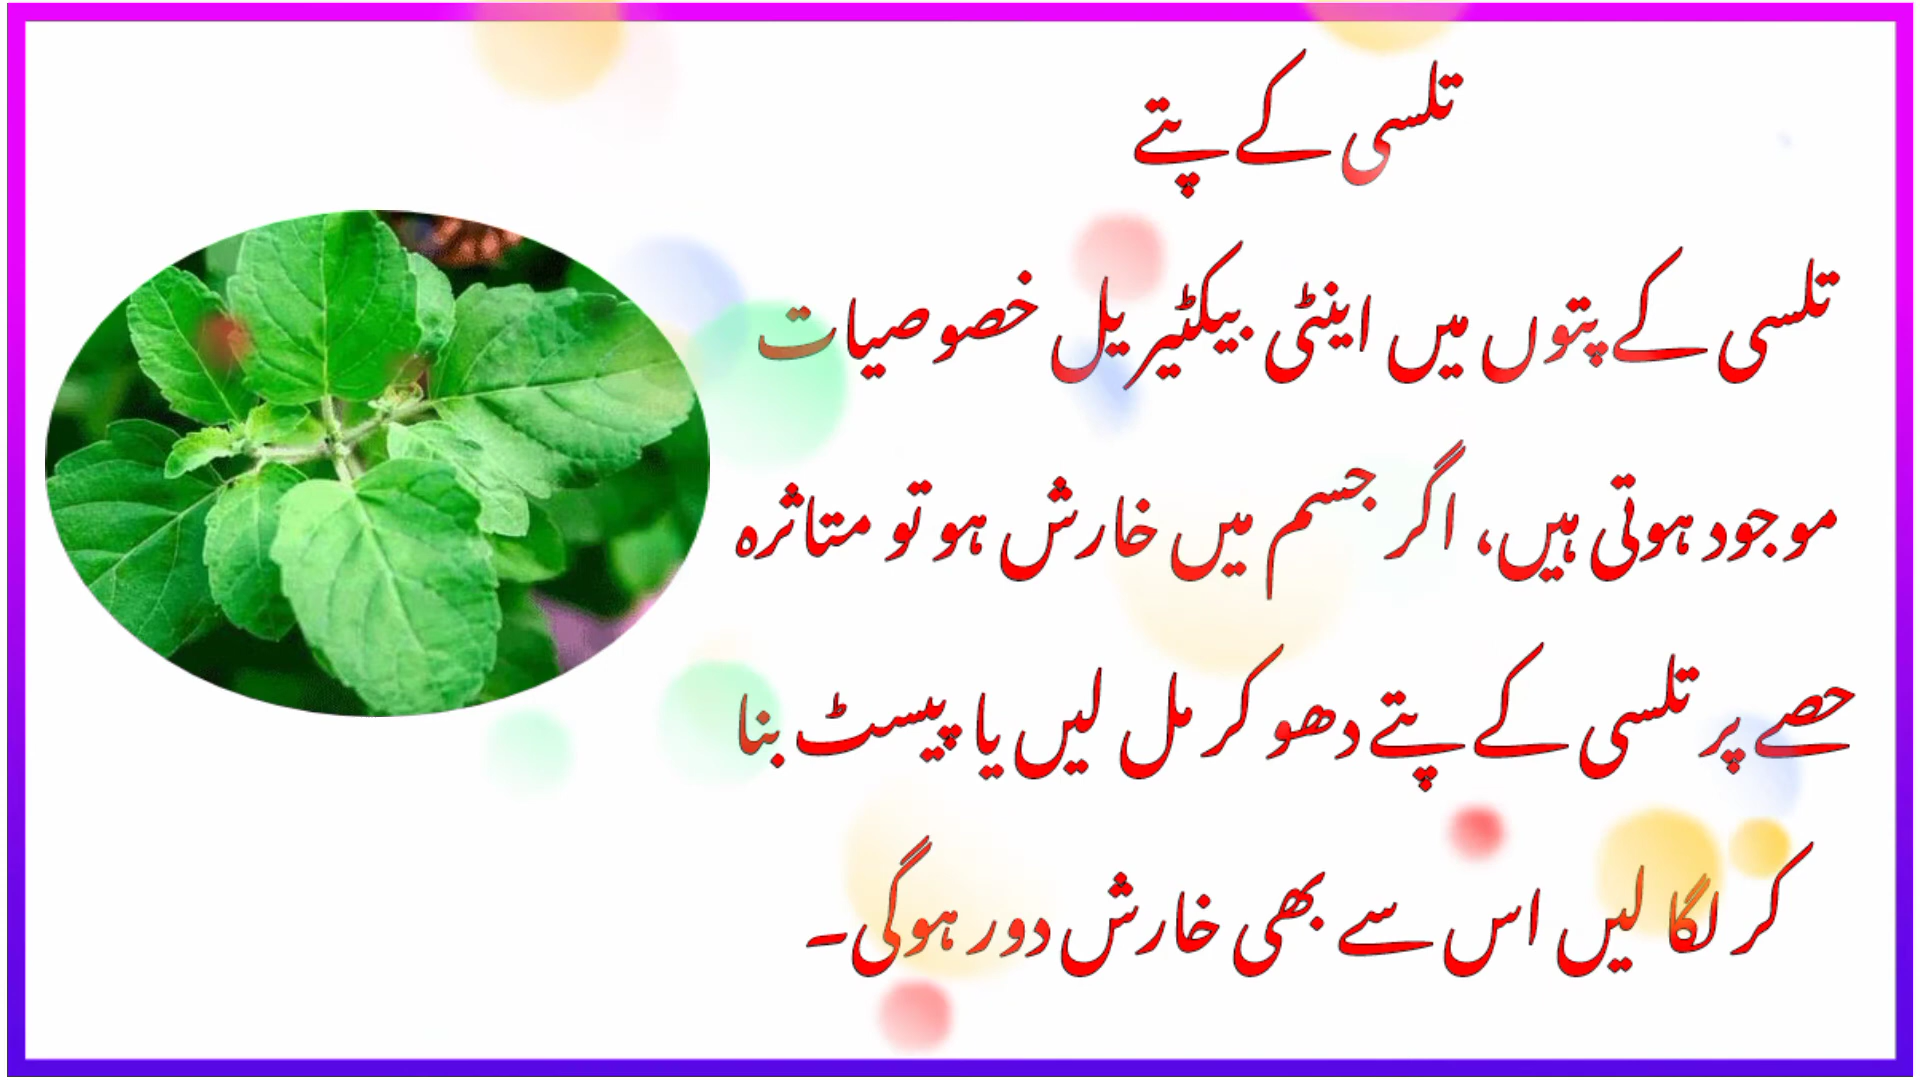 تلسی کے پتے
تلسی کے پتوں میں اینٹی بیکٹیریل خصوصیات
موجود ہوتی ہیں، اگر جسم میں خارش ہو تو متاثرہ
حصے پر تلسی کے پتے دھو کر مل لیں یا پیسٹ بنا
کر لگا لیں اس سے بھی خارش دور ہوگی۔